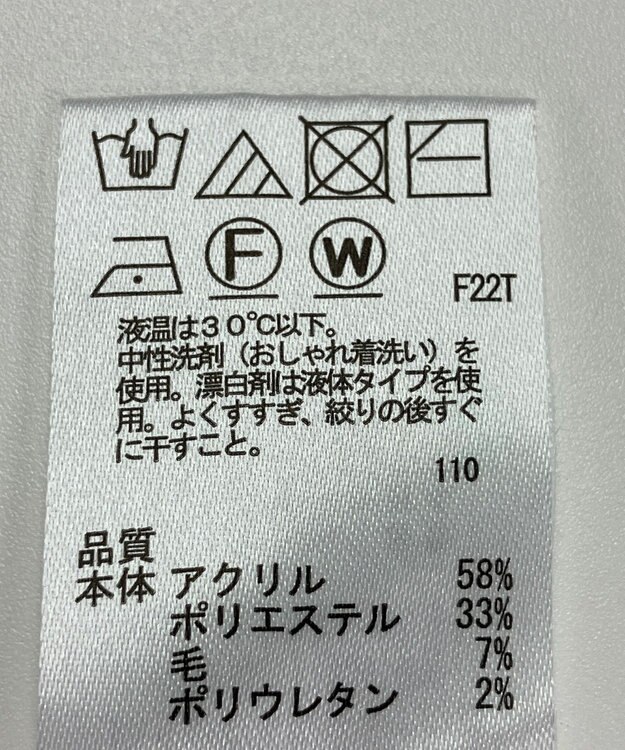 F W F22T
液温は30℃以下。
中性洗剤（おしゃれ着洗い）を
使用。漂白剤は液体タイプを使
用。よくすすぎ、絞りの後すぐ
に干すこと。
110
品質
本体 アクリル 58%
ポリエステル 33%
毛 7%
ポリウレタン 2%